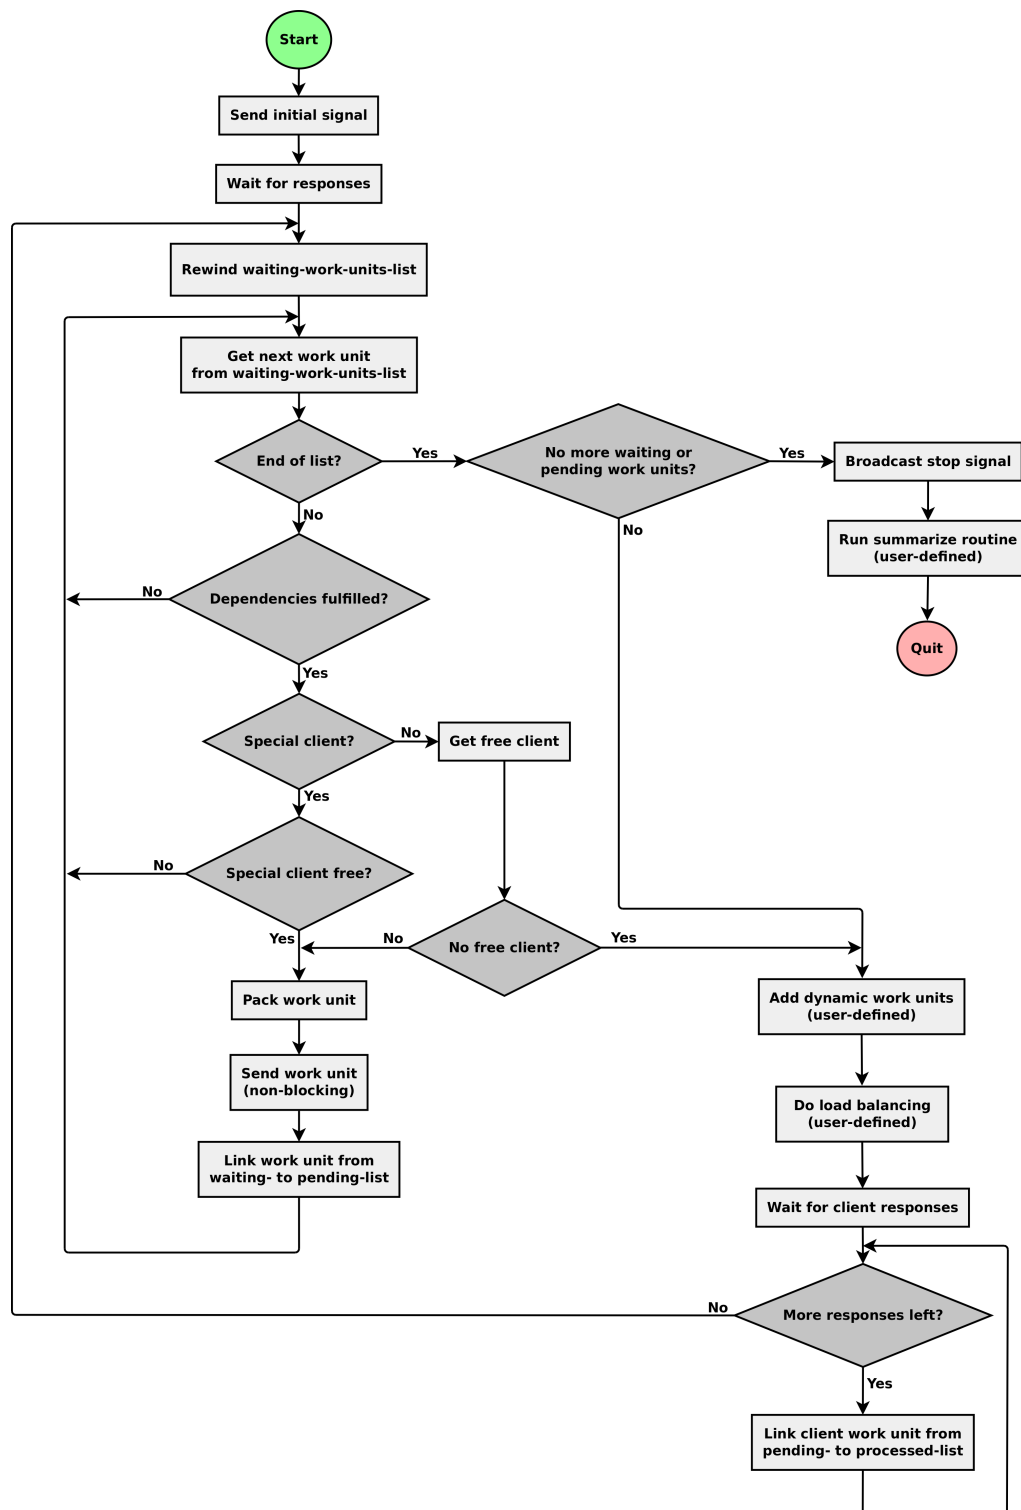 Start
Send initial signal
Wait for responses
Rewind waiting-work-units-list
Get next work unit
from waiting-work-units-list
End of list?
Yes
No more waiting or
pending work units?
Yes
Broadcast stop signal
No
No
Run summarize routine
(user-defined)
No
Dependencies fulfilled?
Quit
Yes
Special client?
No
Get free client
Yes
No
Special client free?
Yes
No
No free client?
Yes
Pack work unit
Add dynamic work units
(user-defined)
Send work unit
(non-blocking)
Do load balancing
(user-defined)
Link work unit from
waiting- to pending-list
Wait for client responses
No
More responses left?
Yes
Link client work unit from
pending- to processed-list